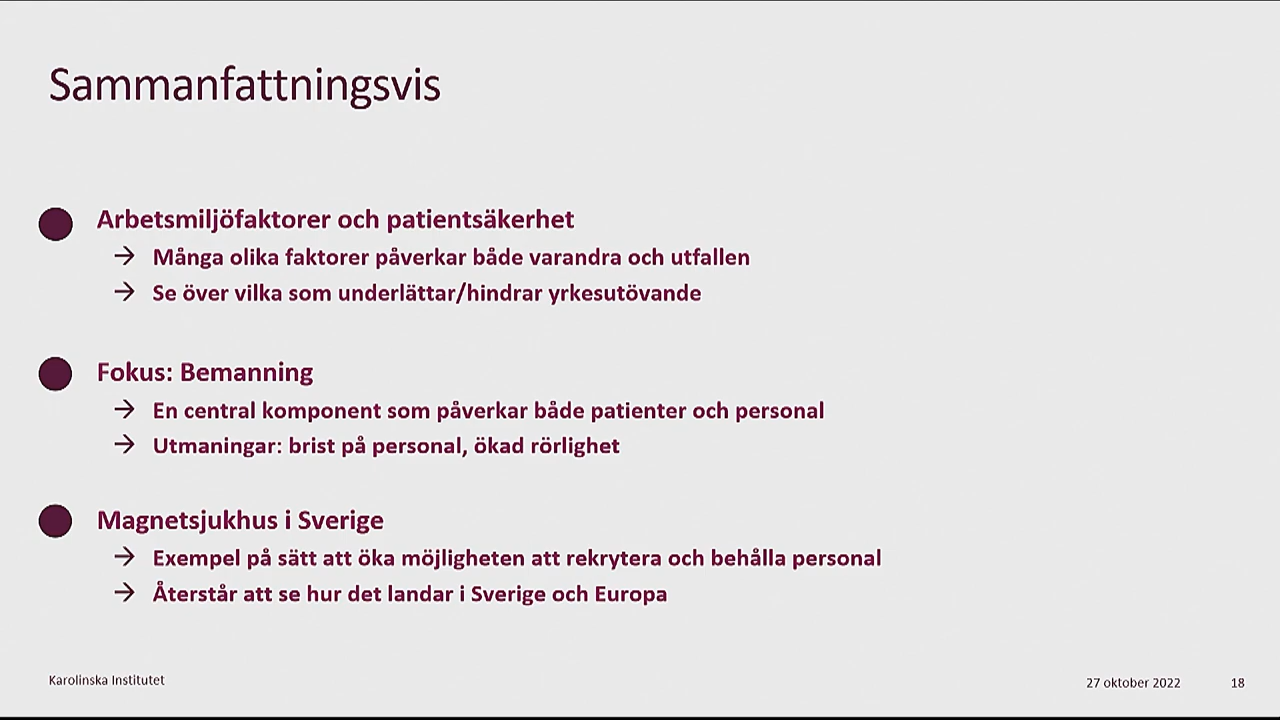 Sammanfattningsvis
Arbetsmiljöfaktorer och patientsäkerhet
→ Många olika faktorer påverkar både varandra och utfallen
→ Se över vilka som underlättar/hindrar yrkesutövande
Fokus: Bemanning
→ En central komponent som påverkar både patienter och personal
→ Utmaningar: brist på personal, ökad rörlighet
Magnetsjukhus i Sverige
→ Exempel på sätt att öka möjligheten att rekrytera och behålla personal
→ Återstår att se hur det landar i Sverige och Europa
Karolinska Institutet
27 oktober 2022
18